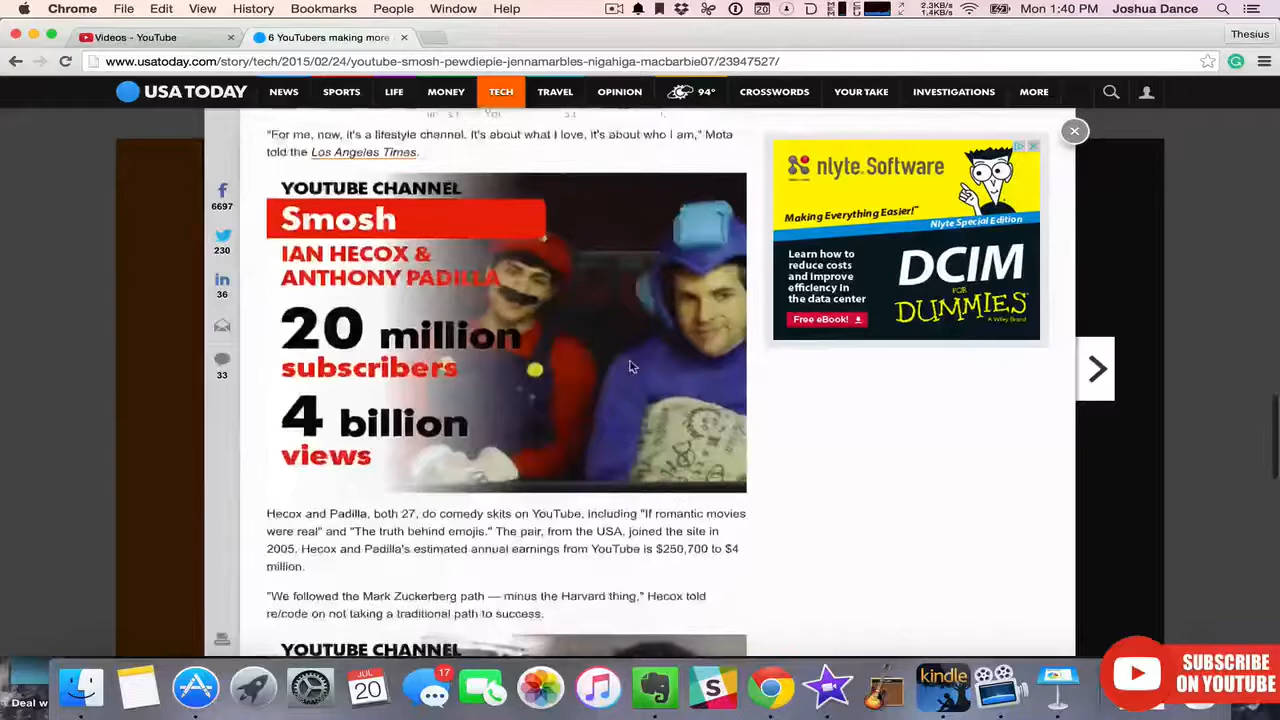 Chrome File Edit View History Bookmarks People Window Help
2.3KB/s
1.4KB/s
Mon 1:40 PM Joshua Dance
Videos - YouTube
6 YouTubers making more
Thesius
www.usatoday.com/story/tech/2015/02/24/youtube-smosh-pewdiepie-jennamarbles-nigahiga-macbarbie07/23947527/
USA TODAY NEWS SPORTS LIFE MONEY TECH TRAVEL OPINION 94° CROSSWORDS YOUR TAKE INVESTIGATIONS MORE
"For me, now, it's a lifestyle channel. It's about what I love, it's about who I am," Mota
told the Los Angeles Times.
6697
230
36
33
YOUTUBE CHANNEL
Smosh
IAN HECOX &
ANTHONY PADILLA
20 million
subscribers
4 billion
views
nlyte.Software
Making Everything Easier!™
Nlyte Special Edition
Learn how to
reduce costs
and improve
efficiency in
the data center
Free eBook!
DCIM
FOR
DUMMIES
A Wiley Brand
Hecox and Padilla, both 27, do comedy skits on YouTube, including "If romantic movies
were real" and "The truth behind emojis." The pair, from the USA, joined the site in
2005. Hecox and Padilla's estimated annual earnings from YouTube is $250,700 to $4
million.
"We followed the Mark Zuckerberg path — minus the Harvard thing," Hecox told
re/code on not taking a traditional path to success.
YOUTUBE CHANNEL
Deal w
JUL
20
17
kindle
SUBSCRIBE
ON YOUTUBE